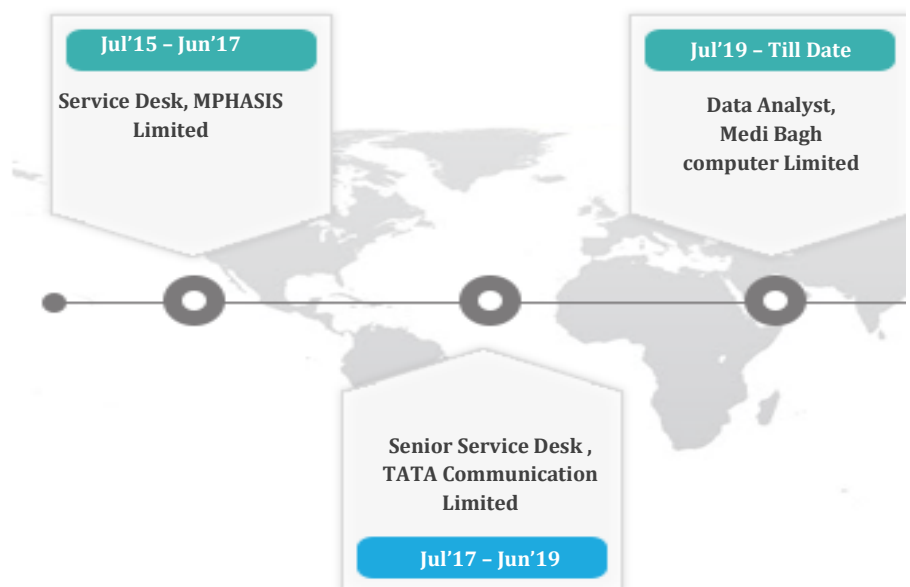 Jul’15 – Jun’17
Service Desk, MPHASIS
Limited
Senior Service Desk ,
TATA Communication
Limited
Jul’17 – Jun’19
Jul’19 – Till Date
Data Analyst,
Medi Bagh
computer Limited